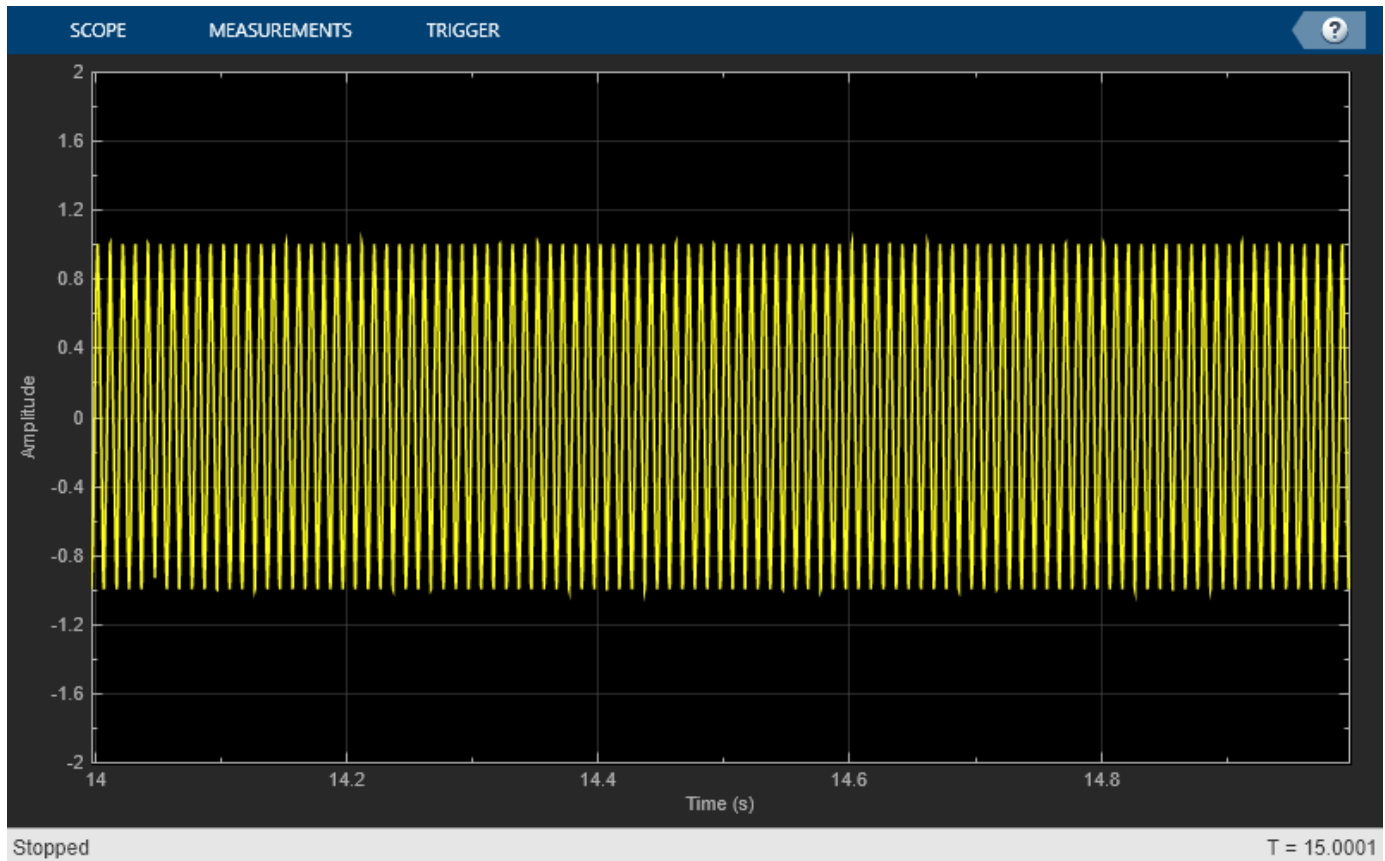 SCOPE MEASUREMENTS TRIGGER ?
2
1.6
1.2
0.8
0.4
0
-0.4
-0.8
-1.2
-1.6
-2
Amplitude
14 14.2 14.4 14.6 14.8
Time (s)
Stopped T = 15.0001